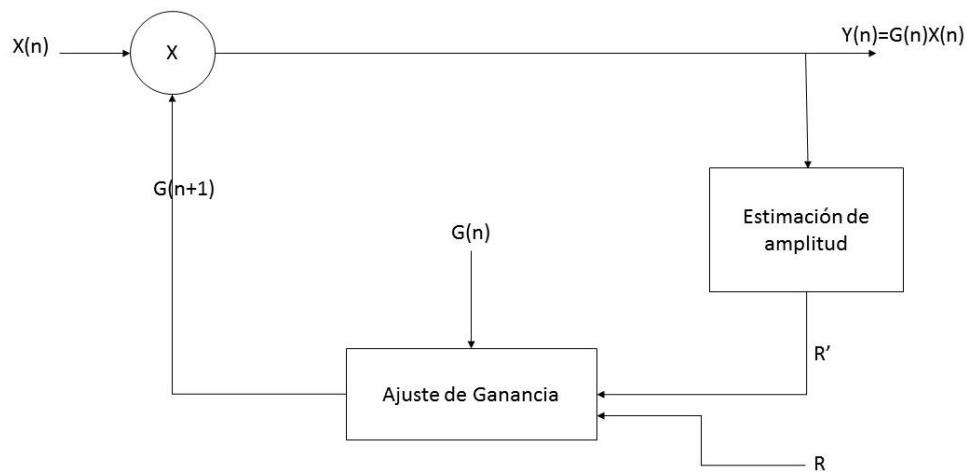 X(n)
X
Y(n)=G(n)X(n)
G(n+1)
Estimación de
amplitud
G(n)
R’
Ajuste de Ganancia
R